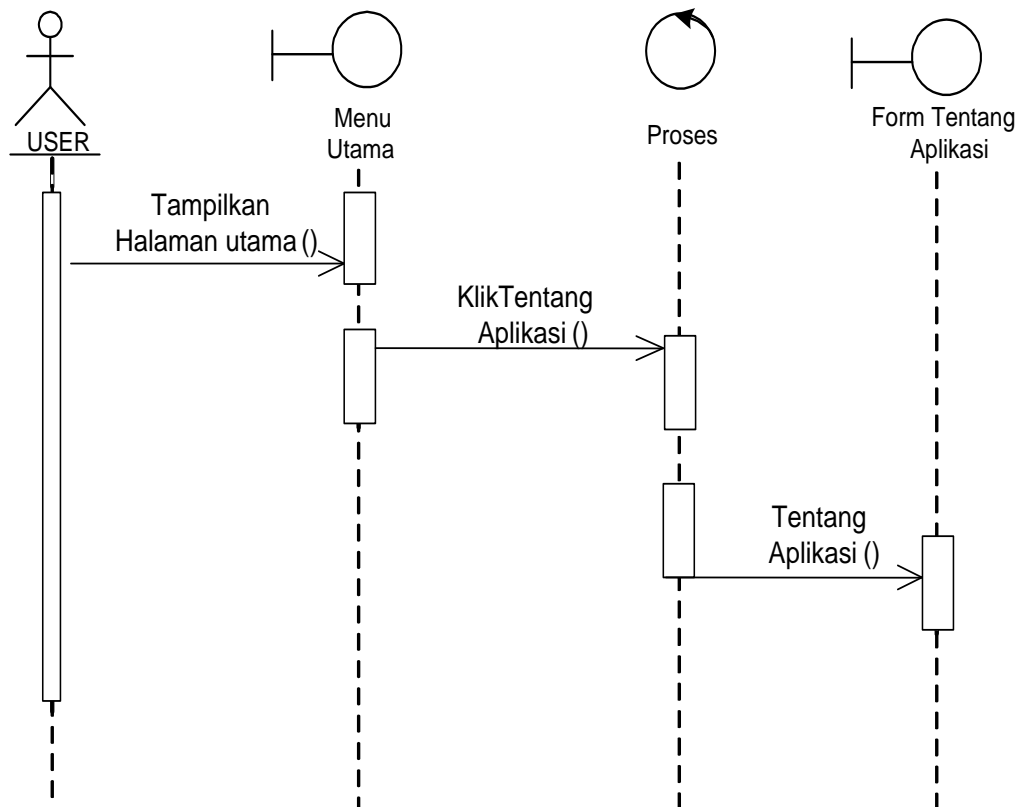 USER
Menu
Utama
Proses
Form Tentang
Aplikasi
Tampilkan
Halaman utama ()
KlikTentang
Aplikasi ()
Tentang
Aplikasi ()